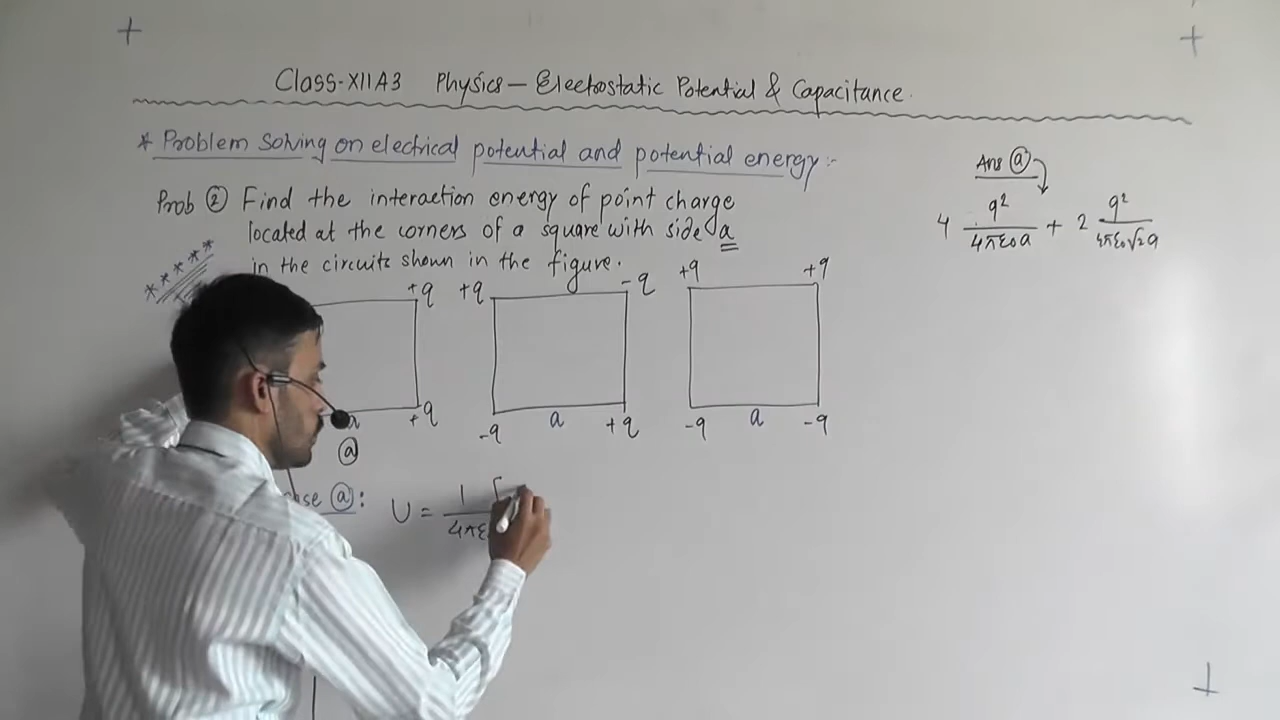 Class-XII A3 Physics — Electrostatic Potential & Capacitance.
* Problem Solving on electrical potential and potential energy:-
Prob ② Find the interaction energy of point charge
located at the corners of a square with side a
in the circuits shown in the figure.
*****
Ans ⓐ
4 q²/4πε₀a + 2 q²/4πε₀√2a
+q +q -q +q +q
+q -q a +q -q a -q
ⓐ
ⓐ: U = 1/4πε